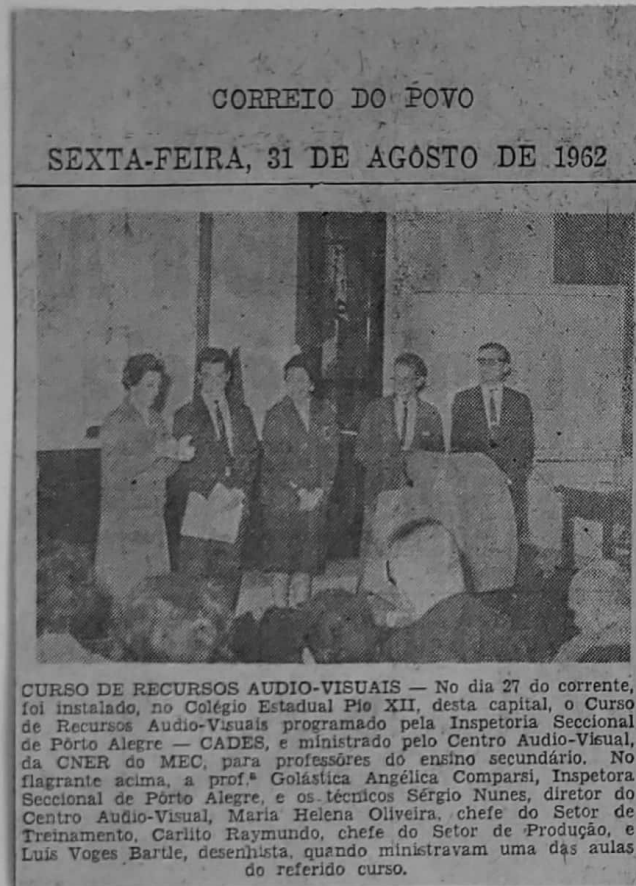 CORREIO DO POVO
SEXTA-FEIRA, 31 DE AGÔSTO DE 1962
CURSO DE RECURSOS AUDIO-VISUAIS — No dia 27 do corrente,
foi instalado, no Colégio Estadual Pio XII, desta capital, o Curso
de Recursos Audio-Visuais programado pela Inspetoria Seccional
de Pôrto Alegre — CADES, e ministrado pelo Centro Audio-Visual,
da CNER do MEC, para professôres do ensino secundário. No
flagrante acima, a prof.ª Golástica Angélica Comparsi, Inspetora
Seccional de Pôrto Alegre, e os técnicos Sérgio Nunes, diretor do
Centro Audio-Visual, Maria Helena Oliveira, chefe do Setor de
Treinamento, Carlito Raymundo, chefe do Setor de Produção, e
Luís Voges Bartle, desenhista, quando ministravam uma das aulas
do referido curso.